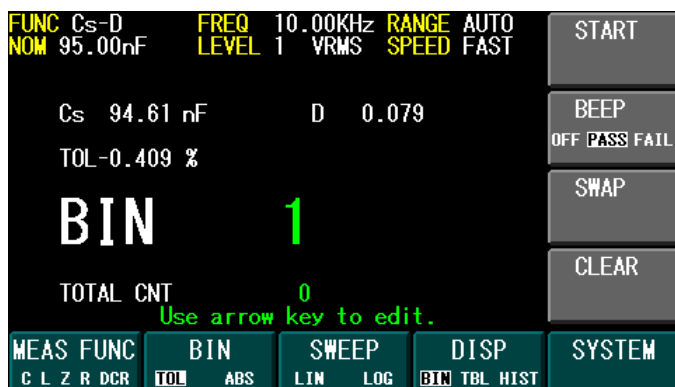 FUNC Cs-D FREQ 10.00KHz RANGE AUTO
NOM 95.00nF LEVEL 1 VRMS SPEED FAST
START
Cs 94.61 nF D 0.079
BEEP
OFF PASS FAIL
TOL-0.409 %
SWAP
BIN 1
CLEAR
TOTAL CNT 0
Use arrow key to edit.
MEAS FUNC BIN SWEEP DISP SYSTEM
C L Z R DCR TOL ABS LIN LOG BIN TBL HIST